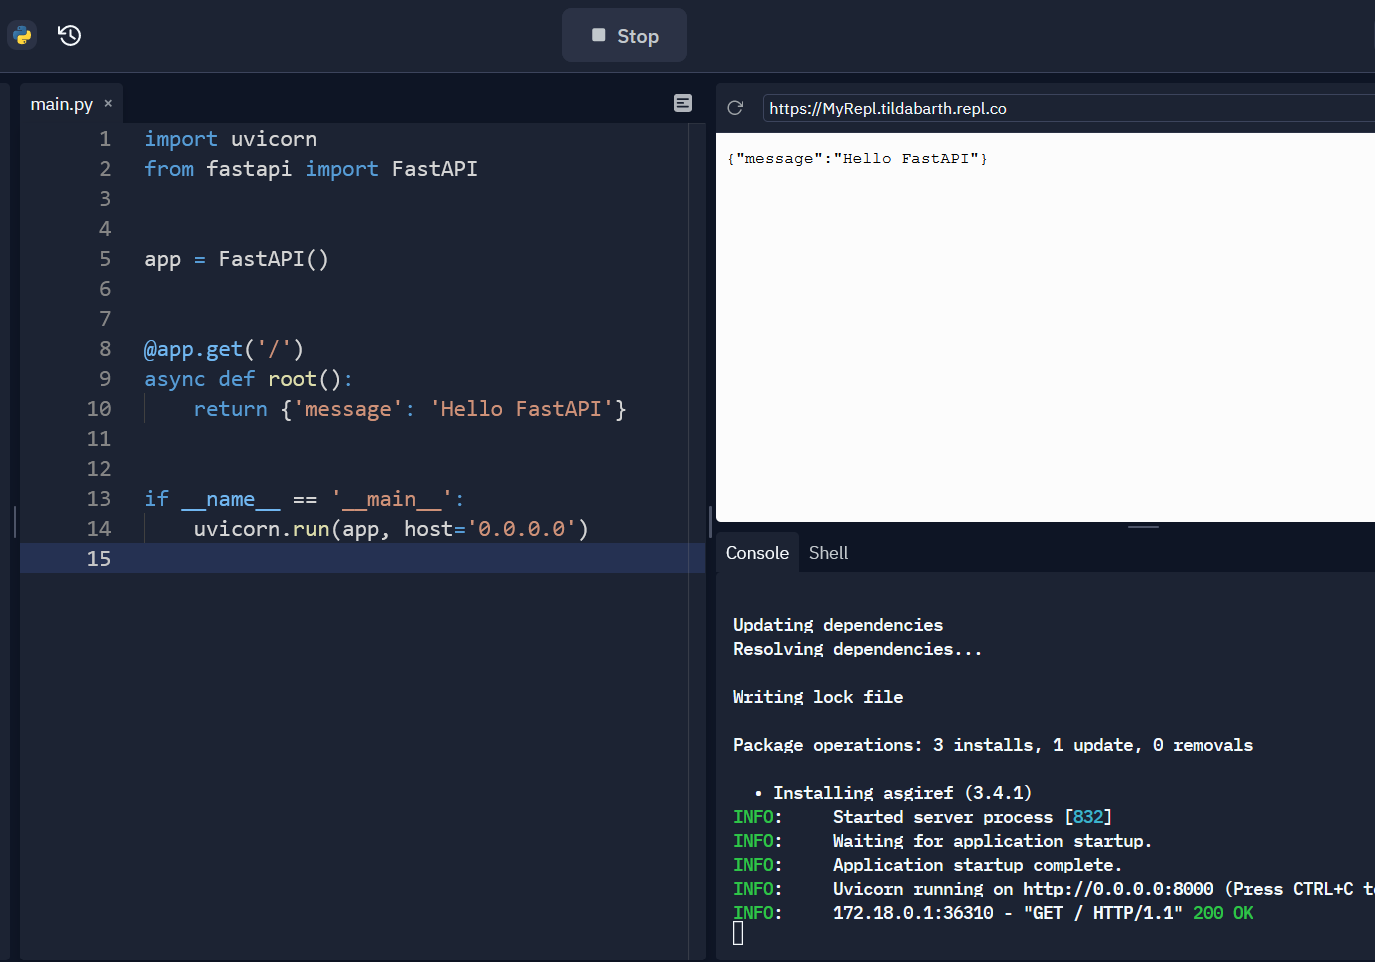 Stop
main.py ×
1 import uvicorn
2 from fastapi import FastAPI
3
4
5 app = FastAPI()
6
7
8 @app.get('/')
9 async def root():
10     return {'message': 'Hello FastAPI'}
11
12
13 if __name__ == '__main__':
14     uvicorn.run(app, host='0.0.0.0')
15
https://MyRepl.tildabarth.repl.co
{"message":"Hello FastAPI"}
Console Shell
Updating dependencies
Resolving dependencies...
Writing lock file
Package operations: 3 installs, 1 update, 0 removals
• Installing asgiref (3.4.1)
INFO:     Started server process [832]
INFO:     Waiting for application startup.
INFO:     Application startup complete.
INFO:     Uvicorn running on http://0.0.0.0:8000 (Press CTRL+C t
INFO:     172.18.0.1:36310 - "GET / HTTP/1.1" 200 OK